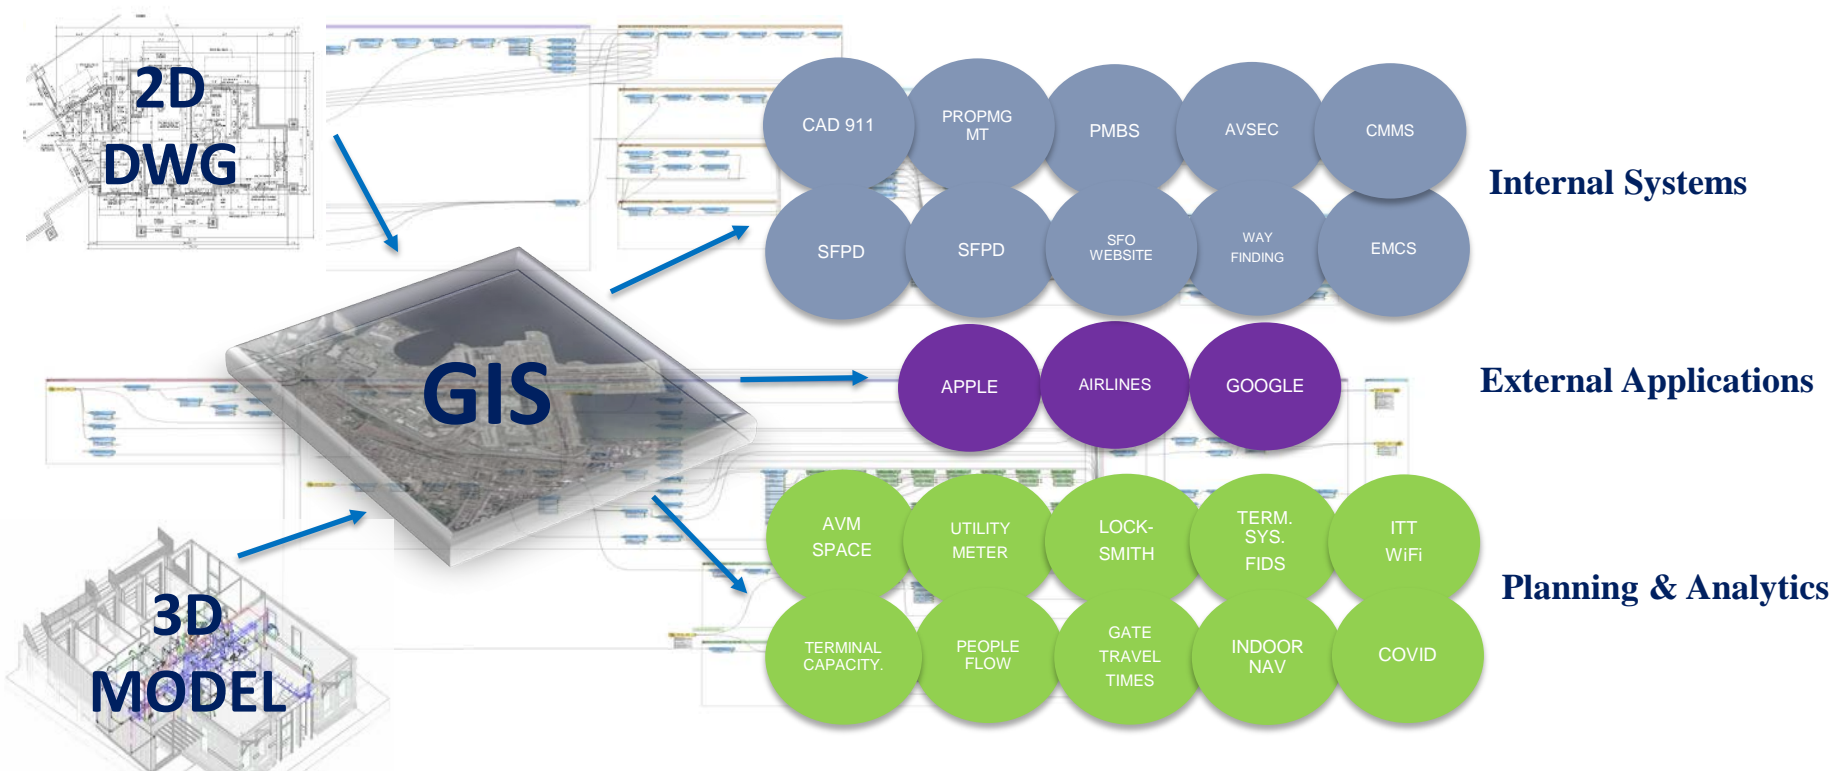 2D
DWG
GIS
3D
MODEL
CAD 911
PROPMG
MT
PMBS
AVSEC
CMMS
SFPD
SFPD
SFO
WEBSITE
WAY
FINDING
EMCS
Internal Systems
APPLE
AIRLINES
GOOGLE
External Applications
AVM
SPACE
UTILITY
METER
LOCK-
SMITH
TERM.
SYS.
FIDS
ITT
WiFi
TERMINAL
CAPACITY.
PEOPLE
FLOW
GATE
TRAVEL
TIMES
INDOOR
NAV
COVID
Planning & Analytics